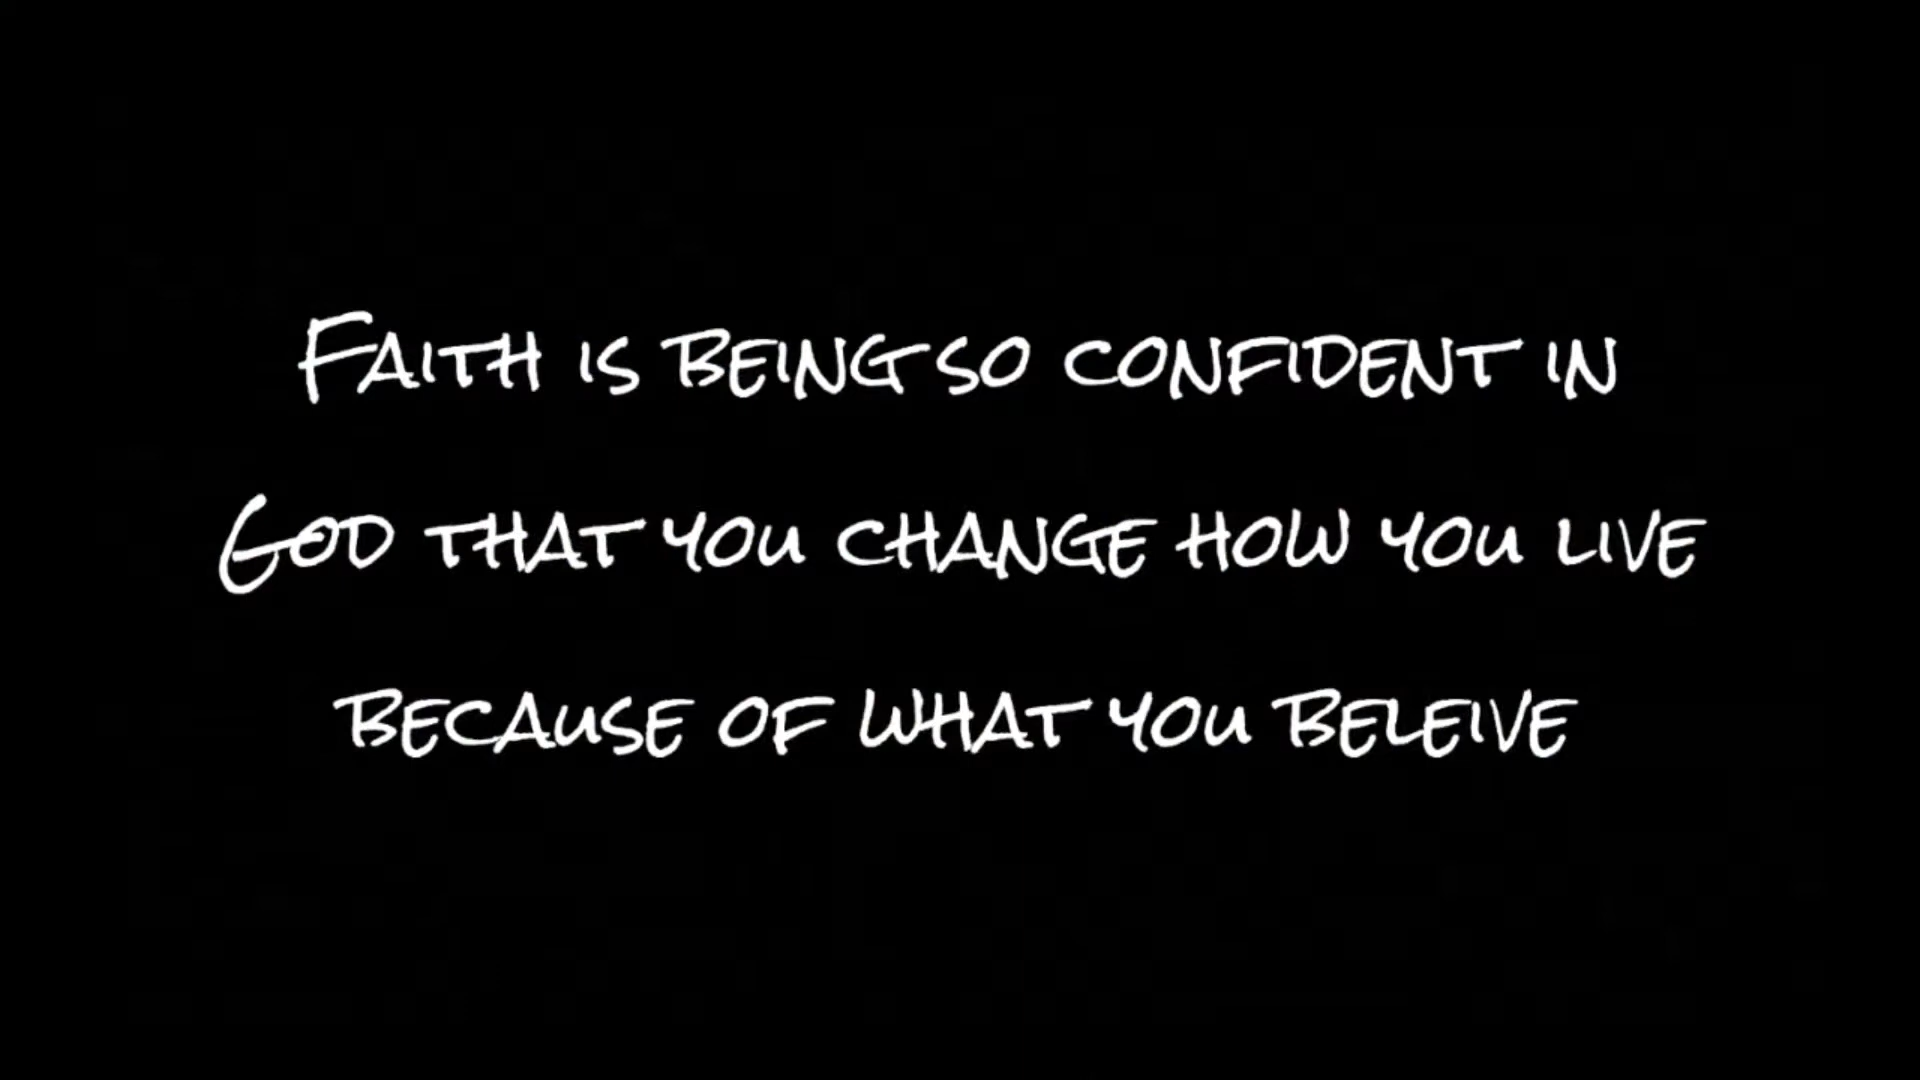 Faith is being so confident in
God that you change how you live
because of what you beleive